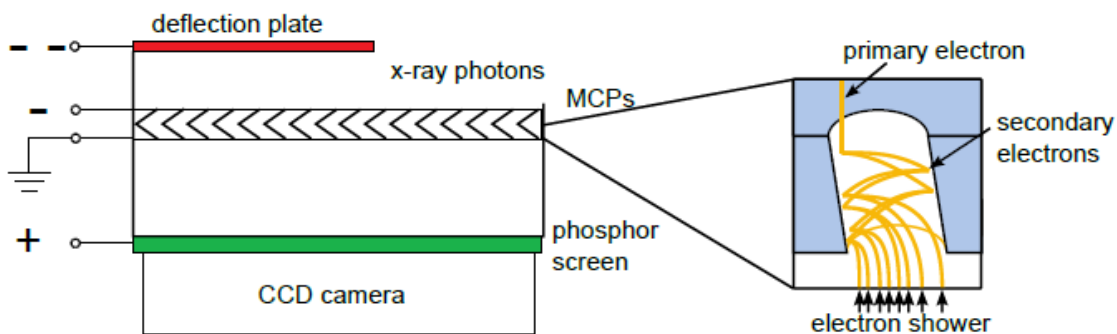 deflection plate
- -
x-ray photons
-
MCPs
+
phosphor
screen
CCD camera
primary electron
secondary
electrons
electron shower